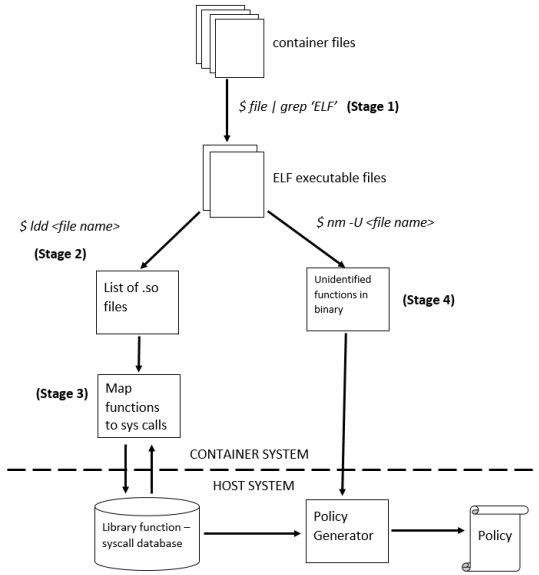 container files
$ file | grep ‘ELF’ (Stage 1)
ELF executable files
$ ldd <file name>
(Stage 2)
$ nm -U <file name>
List of .so
files
Unidentified
functions in
binary
(Stage 4)
(Stage 3)
Map
functions
to sys calls
CONTAINER SYSTEM
HOST SYSTEM
Library function –
syscall database
Policy
Generator
Policy